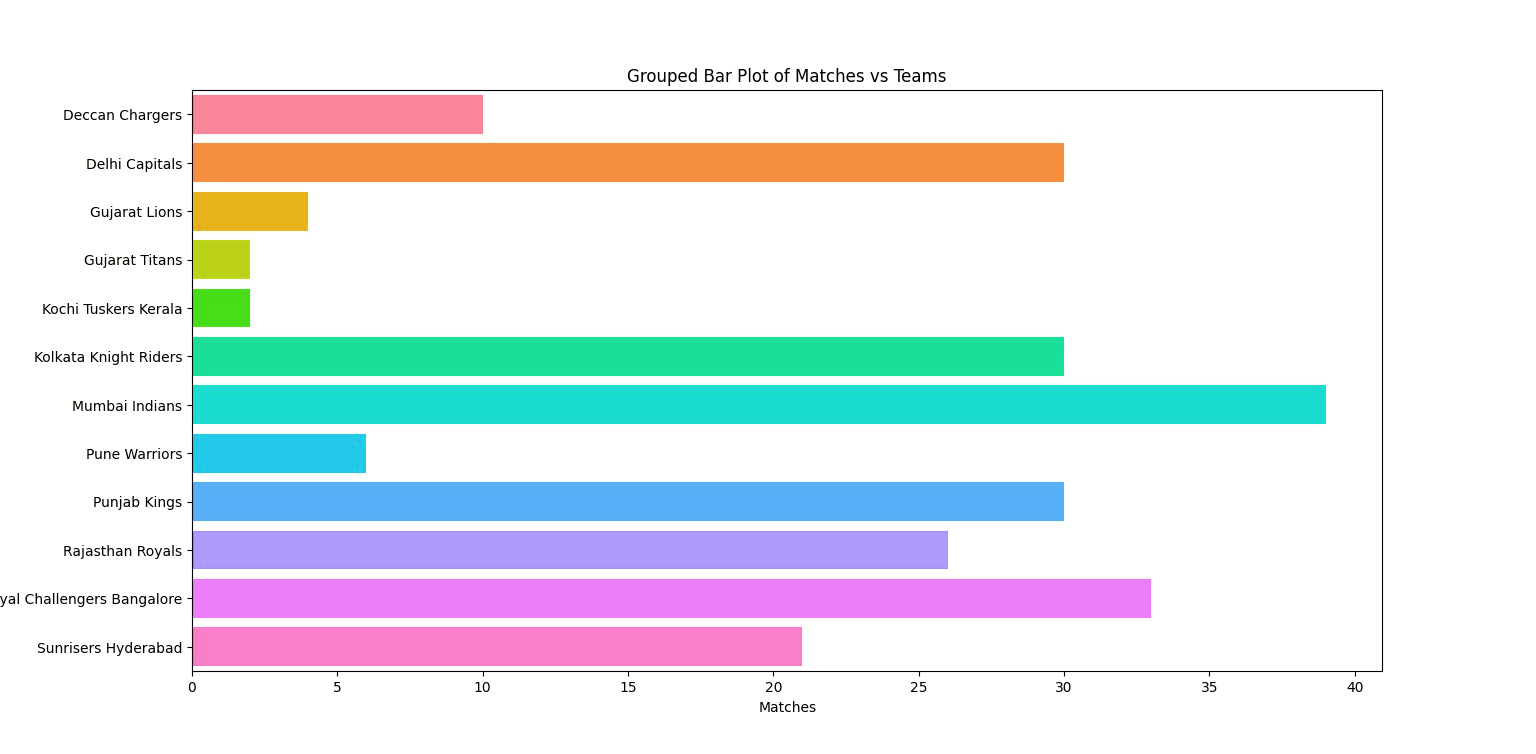 Grouped Bar Plot of Matches vs Teams
Deccan Chargers
Delhi Capitals
Gujarat Lions
Gujarat Titans
Kochi Tuskers Kerala
Kolkata Knight Riders
Mumbai Indians
Pune Warriors
Punjab Kings
Rajasthan Royals
yal Challengers Bangalore
Sunrisers Hyderabad
0 5 10 15 20 25 30 35 40
Matches